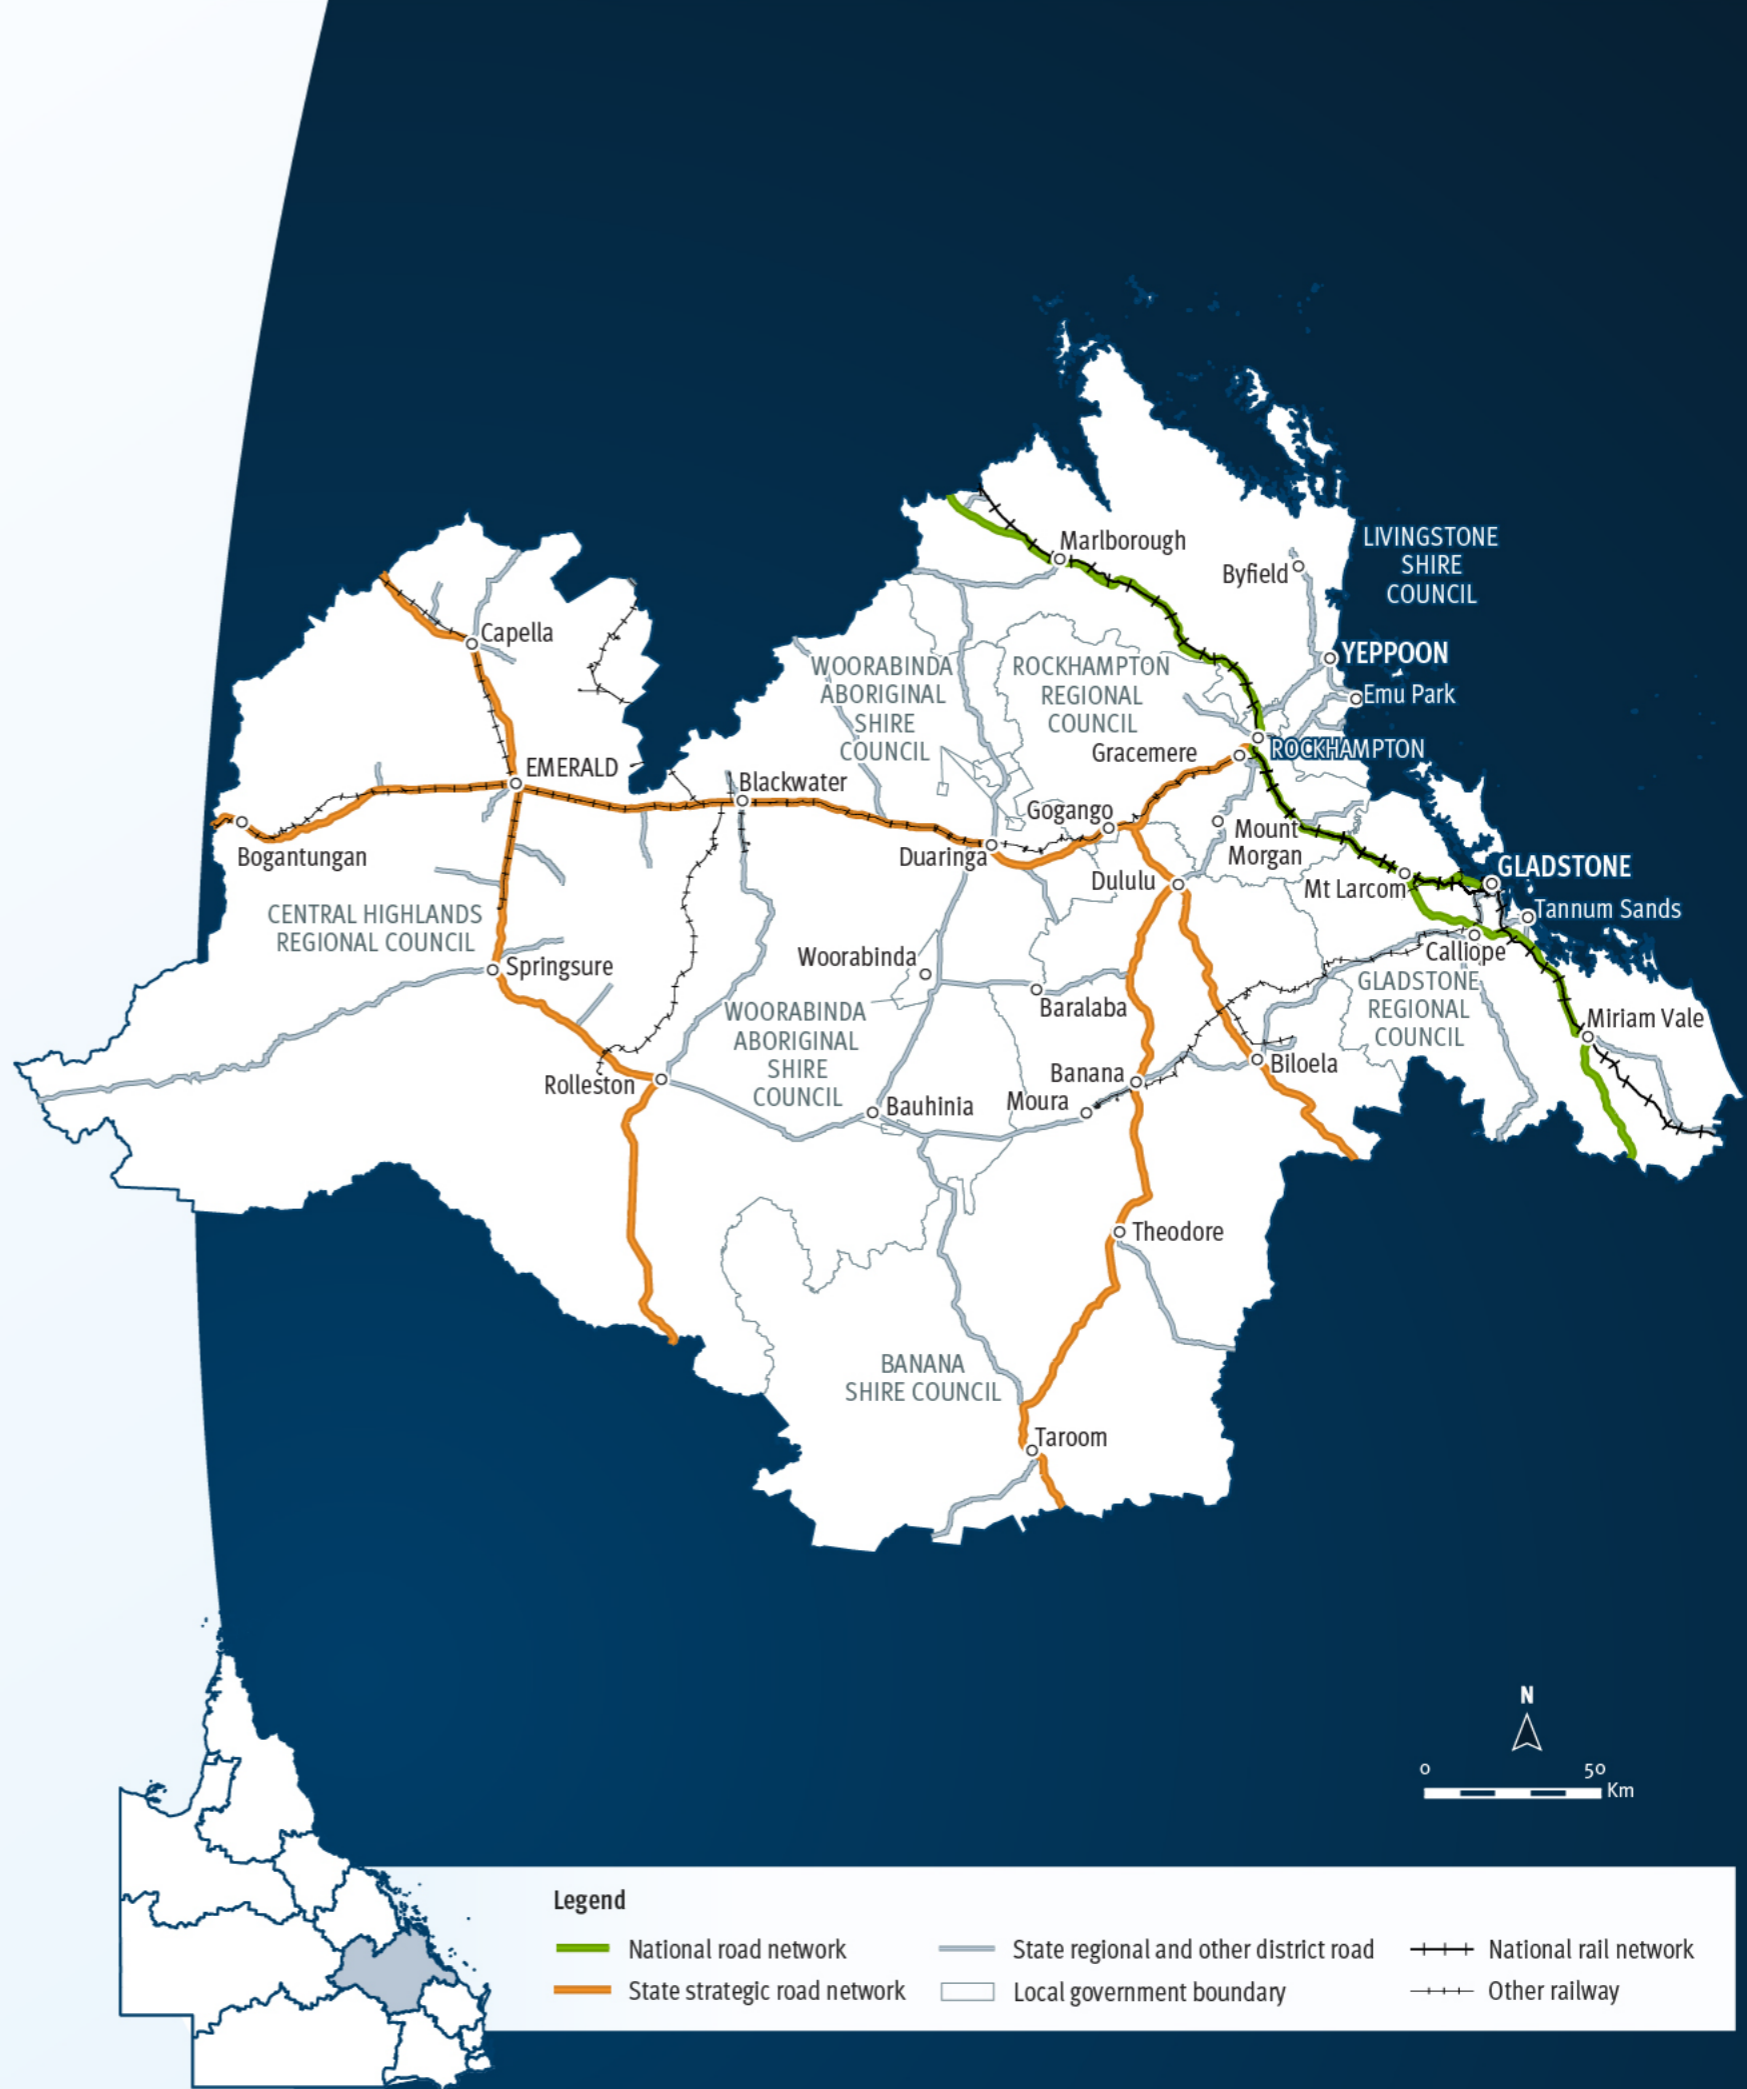 LIVINGSTONE
SHIRE
COUNCIL
Marlborough
Byfield
Capella
YEPPOON
WOORABINDA
ABORIGINAL
SHIRE
COUNCIL
ROCKHAMPTON
REGIONAL
COUNCIL
Emu Park
Gracemere
ROCKHAMPTON
EMERALD
Blackwater
Gogango
Mount
Morgan
Bogantungan
Duaringa
GLADSTONE
Dululu
Mt Larcom
Tannum Sands
CENTRAL HIGHLANDS
REGIONAL COUNCIL
Calliope
Woorabinda
Springsure
GLADSTONE
REGIONAL
COUNCIL
Baralaba
WOORABINDA
ABORIGINAL
SHIRE
COUNCIL
Miriam Vale
Rolleston
Banana
Biloela
Bauhinia
Moura
Theodore
BANANA
SHIRE COUNCIL
Taroom
N
0 50
Km
Legend
National road network
State strategic road network
State regional and other district road
Local government boundary
National rail network
Other railway